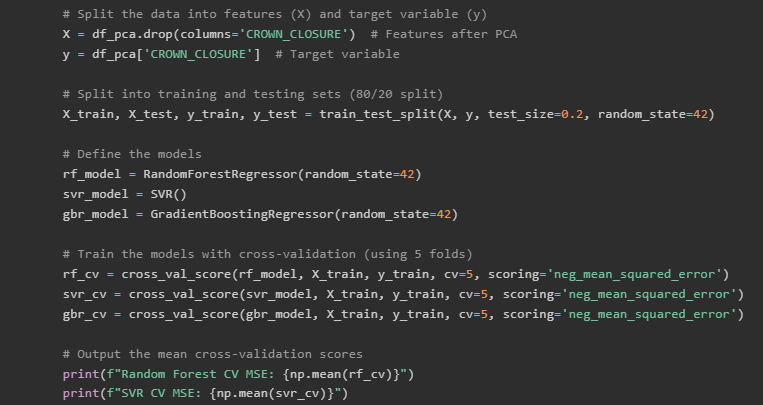 # Split the data into features (X) and target variable (y)
X = df_pca.drop(columns='CROWN_CLOSURE')  # Features after PCA
y = df_pca['CROWN_CLOSURE']  # Target variable
# Split into training and testing sets (80/20 split)
X_train, X_test, y_train, y_test = train_test_split(X, y, test_size=0.2, random_state=42)
# Define the models
rf_model = RandomForestRegressor(random_state=42)
svr_model = SVR()
gbr_model = GradientBoostingRegressor(random_state=42)
# Train the models with cross-validation (using 5 folds)
rf_cv = cross_val_score(rf_model, X_train, y_train, cv=5, scoring='neg_mean_squared_error')
svr_cv = cross_val_score(svr_model, X_train, y_train, cv=5, scoring='neg_mean_squared_error')
gbr_cv = cross_val_score(gbr_model, X_train, y_train, cv=5, scoring='neg_mean_squared_error')
# Output the mean cross-validation scores
print(f"Random Forest CV MSE: {np.mean(rf_cv)}")
print(f"SVR CV MSE: {np.mean(svr_cv)}")